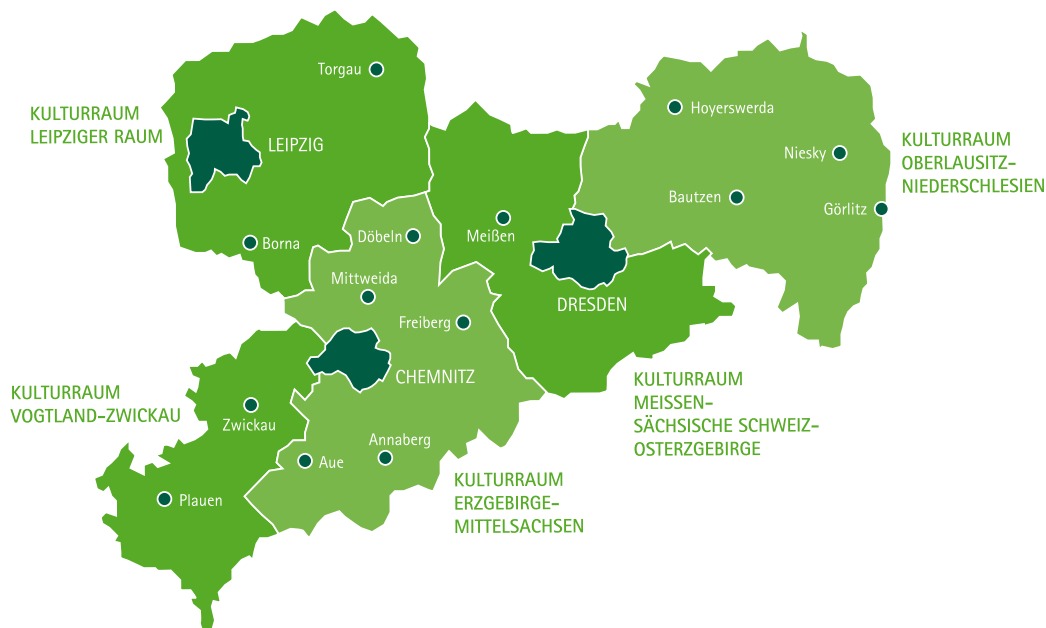 Torgau
KULTURRAUM
LEIPZIGER RAUM
LEIPZIG
Hoyerswerda
Niesky
KULTURRAUM
OBERLAUSITZ-
NIEDERSCHLESIEN
Bautzen
Görlitz
Borna
Döbeln
Meißen
Mittweida
DRESDEN
Freiberg
CHEMNITZ
KULTURRAUM
VOGTLAND-ZWICKAU
KULTURRAUM
MEISSEN-
SÄCHSISCHE SCHWEIZ-
OSTERZGEBIRGE
Zwickau
Annaberg
Aue
Plauen
KULTURRAUM
ERZGEBIRGE-
MITTELSACHSEN